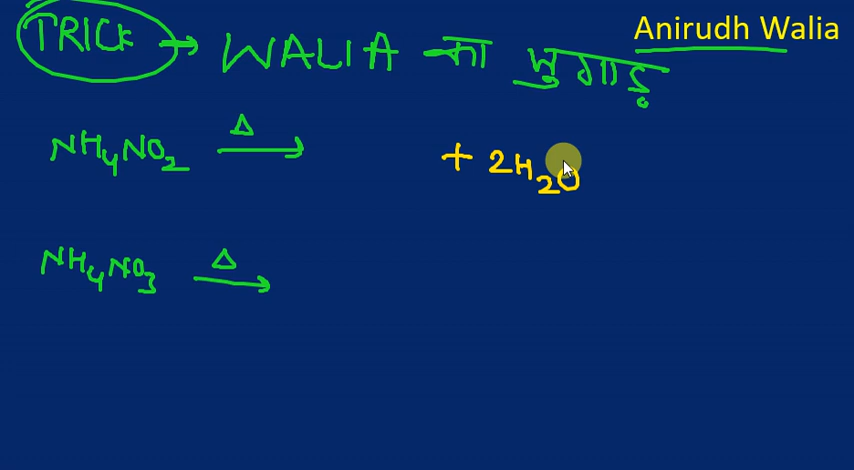 Anirudh Walia
TRICK → WALIA का जुगाड़
NH4NO2 Δ → + 2H2O
NH4NO3 Δ →